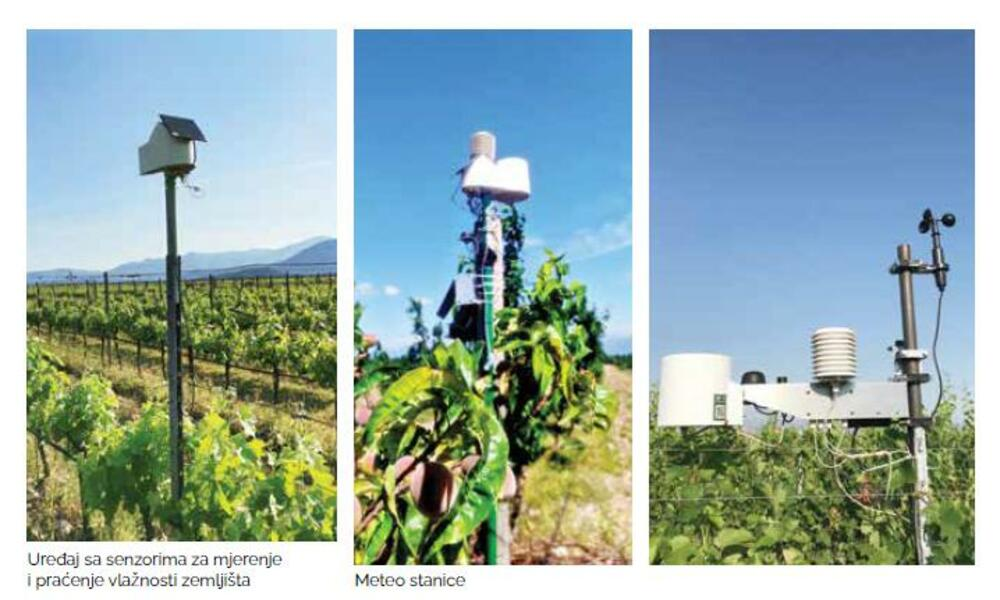 Uređaj sa senzorima za mjerenje
i praćenje vlažnosti zemljišta
Meteo stanice